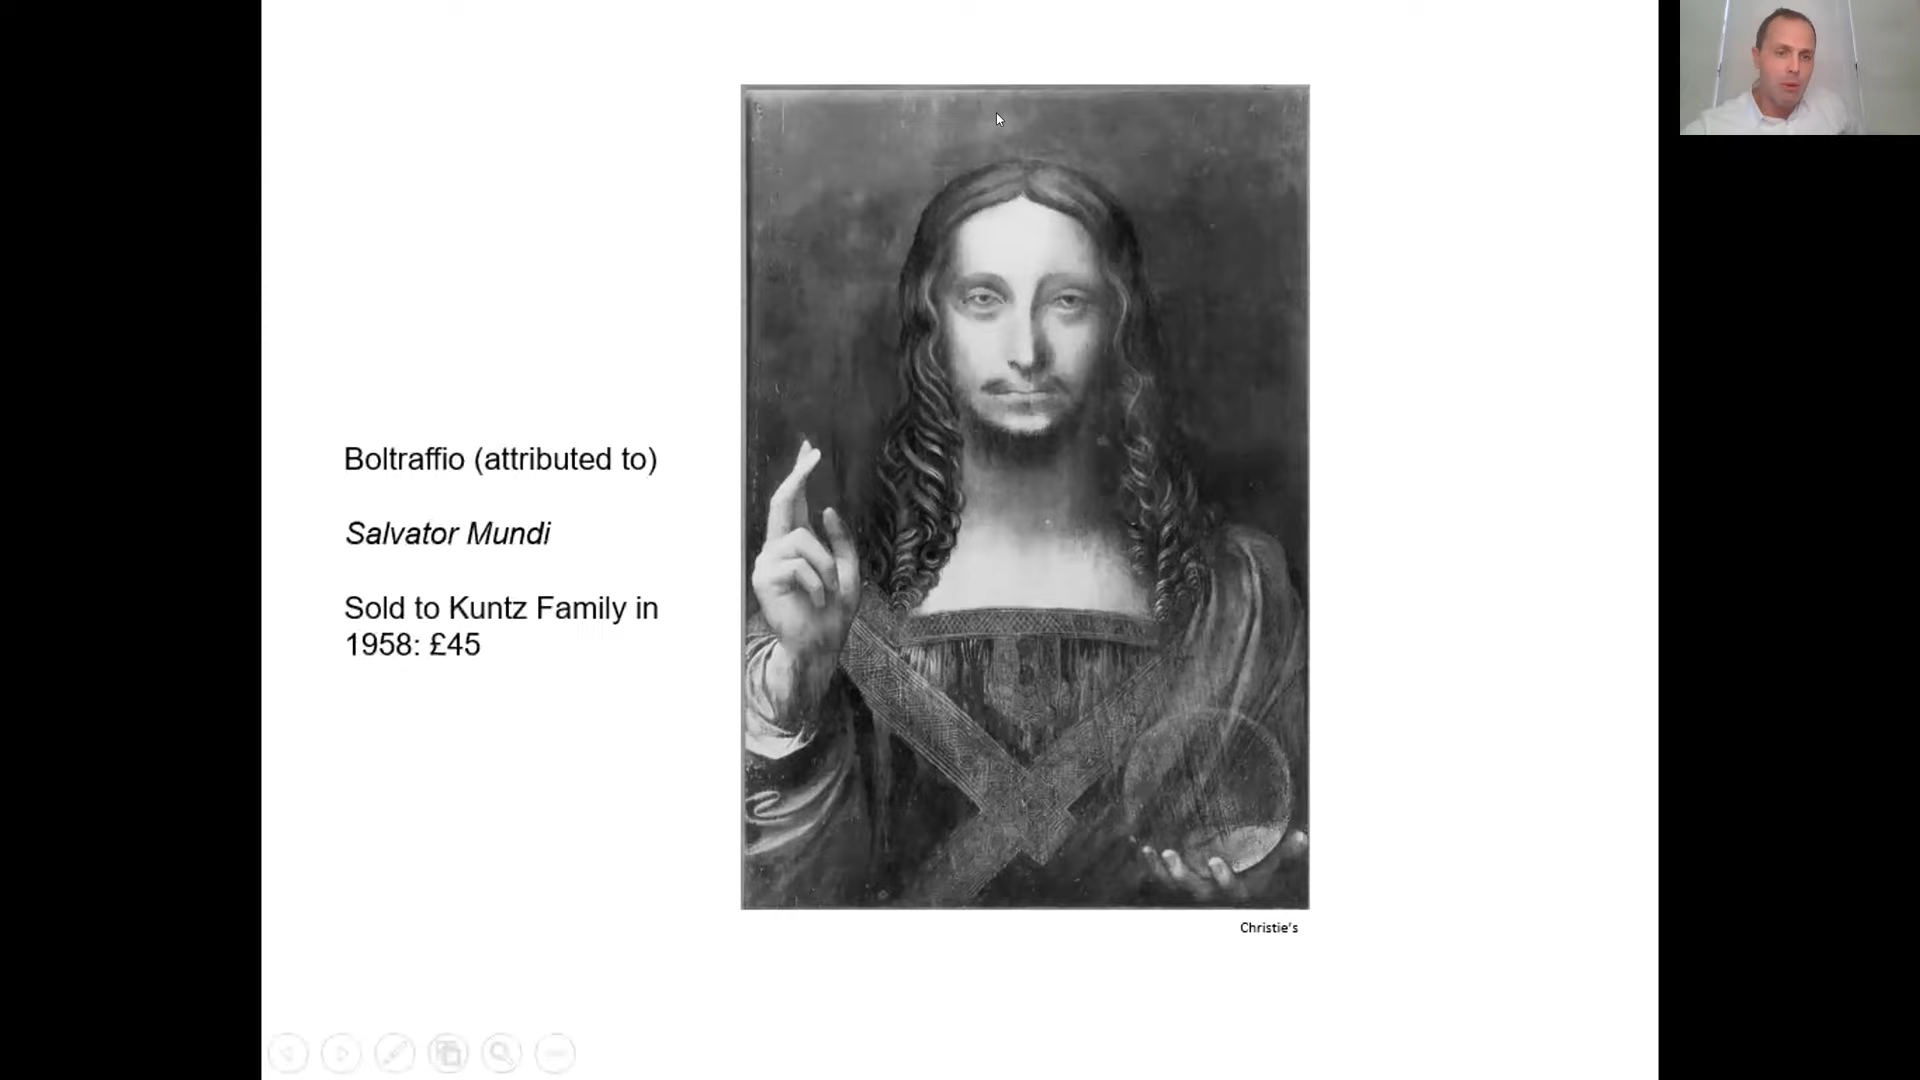 Boltraffio (attributed to)
Salvator Mundi
Sold to Kuntz Family in
1958: £45
Christie's